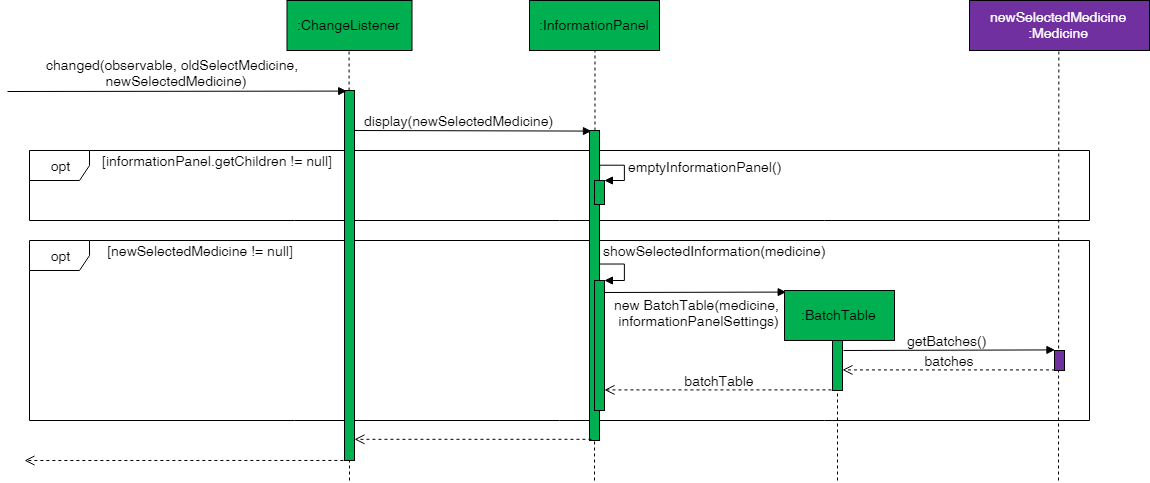 :ChangeListener
:InformationPanel
newSelectedMedicine
:Medicine
changed(observable, oldSelectMedicine,
newSelectedMedicine)
display(newSelectedMedicine)
opt
[informationPanel.getChildren != null]
emptyInformationPanel()
opt
[newSelectedMedicine != null]
showSelectedInformation(medicine)
new BatchTable(medicine,
informationPanelSettings)
:BatchTable
getBatches()
batches
batchTable